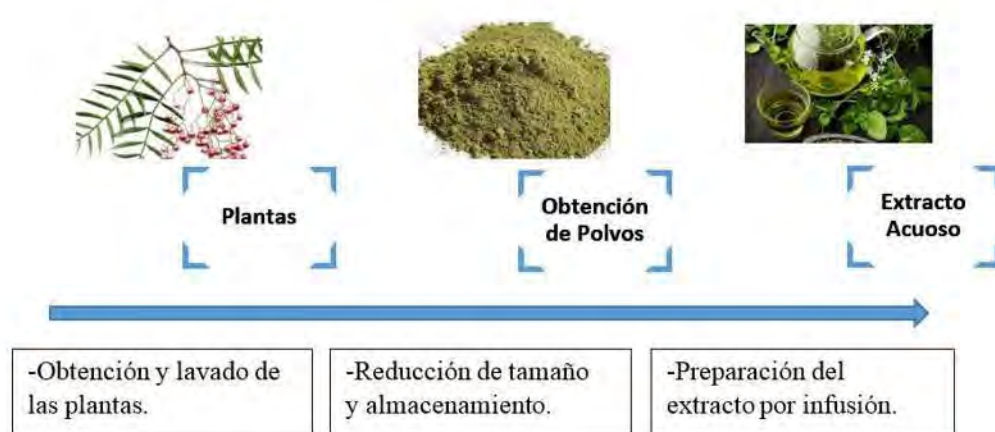 Plantas
Obtención
de Polvos
Extracto
Acuoso
-Obtención y lavado de
las plantas.
-Reducción de tamaño
y almacenamiento.
-Preparación del
extracto por infusión.